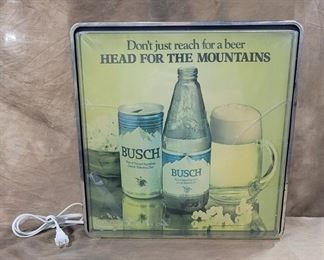 Don't just reach for a beer
HEAD FOR THE MOUNTAINS
BUSCH
BUSCH